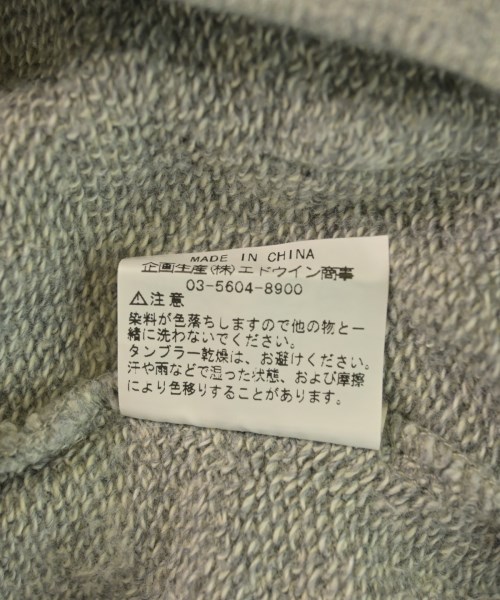 MADE IN CHINA
企画生産(株)エドウイン商事
03-5604-8900
⚠注意
染料が色落ちしますので他の物と一
緒に洗わないでください。
タンブラー乾燥は、お避けください。
汗や雨などで湿った状態、および摩擦
により色移りすることがあります。